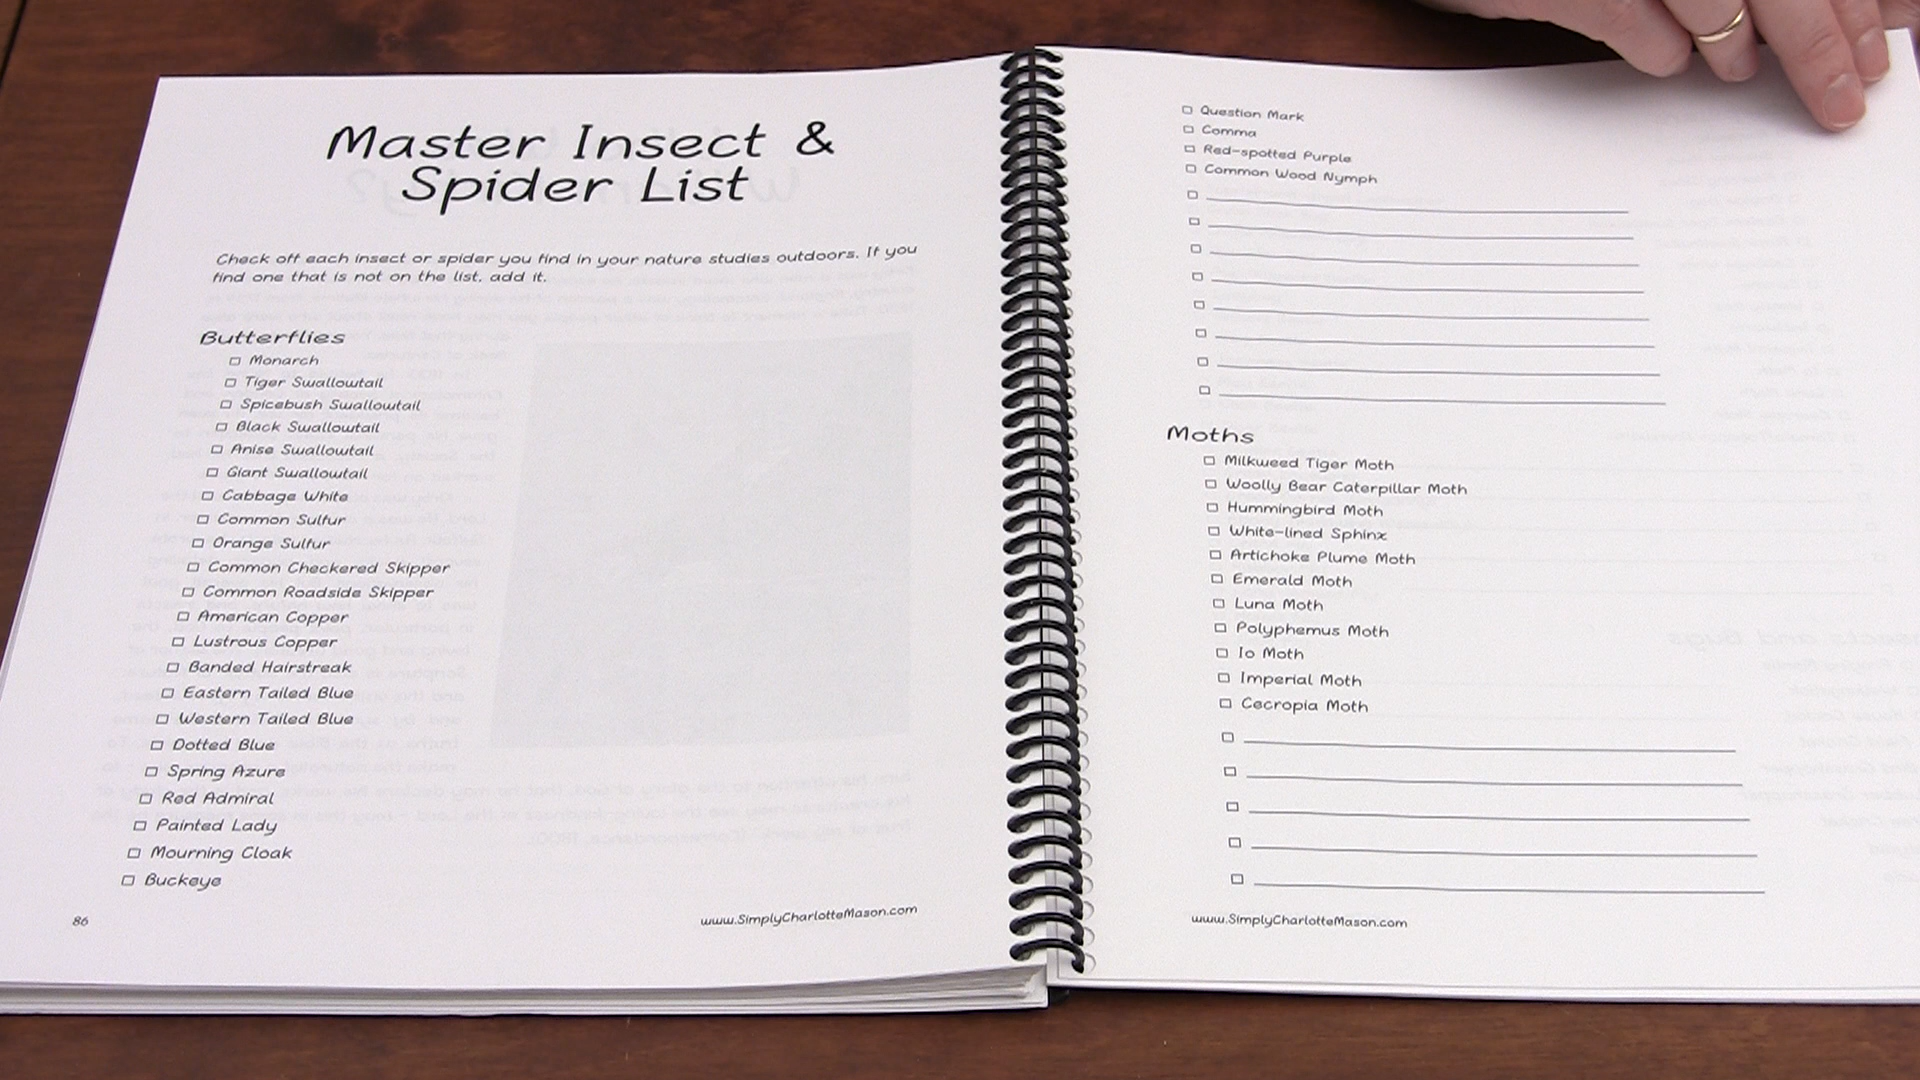 Master Insect &
Spider List
Check off each insect or spider you find in your nature studies outdoors. If you
find one that is not on the list, add it.
Butterflies
Monarch
Tiger Swallowtail
Spicebush Swallowtail
Black Swallowtail
Anise Swallowtail
Giant Swallowtail
Cabbage White
Common Sulfur
Orange Sulfur
Common Checkered Skipper
Common Roadside Skipper
American Copper
Lustrous Copper
Banded Hairstreak
Eastern Tailed Blue
Western Tailed Blue
Dotted Blue
Spring Azure
Red Admiral
Painted Lady
Mourning Cloak
Buckeye
86
www.SimplyCharlotteMason.com
Question Mark
Comma
Red-spotted Purple
Common Wood Nymph
Moths
Milkweed Tiger Moth
Woolly Bear Caterpillar Moth
Hummingbird Moth
White-lined Sphinx
Artichoke Plume Moth
Emerald Moth
Luna Moth
Polyphemus Moth
Io Moth
Imperial Moth
Cecropia Moth
www.SimplyCharlotteMason.com